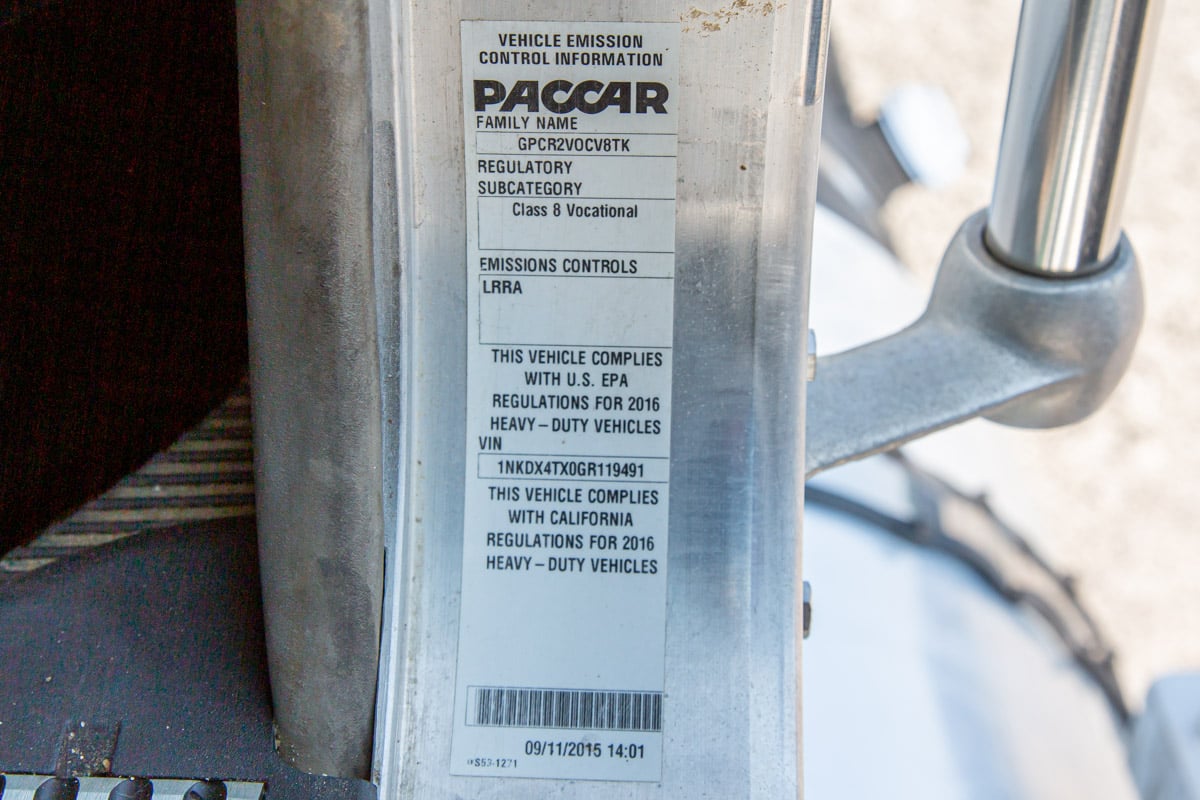 VEHICLE EMISSION
CONTROL INFORMATION
PACCAR
FAMILY NAME
GPCR2VOCV8TK
REGULATORY
SUBCATEGORY
Class 8 Vocational
EMISSIONS CONTROLS
LRRA
THIS VEHICLE COMPLIES
WITH U.S. EPA
REGULATIONS FOR 2016
HEAVY – DUTY VEHICLES
VIN
1NKDX4TX0GR119491
THIS VEHICLE COMPLIES
WITH CALIFORNIA
REGULATIONS FOR 2016
HEAVY – DUTY VEHICLES
09/11/2015 14:01
S53-1271